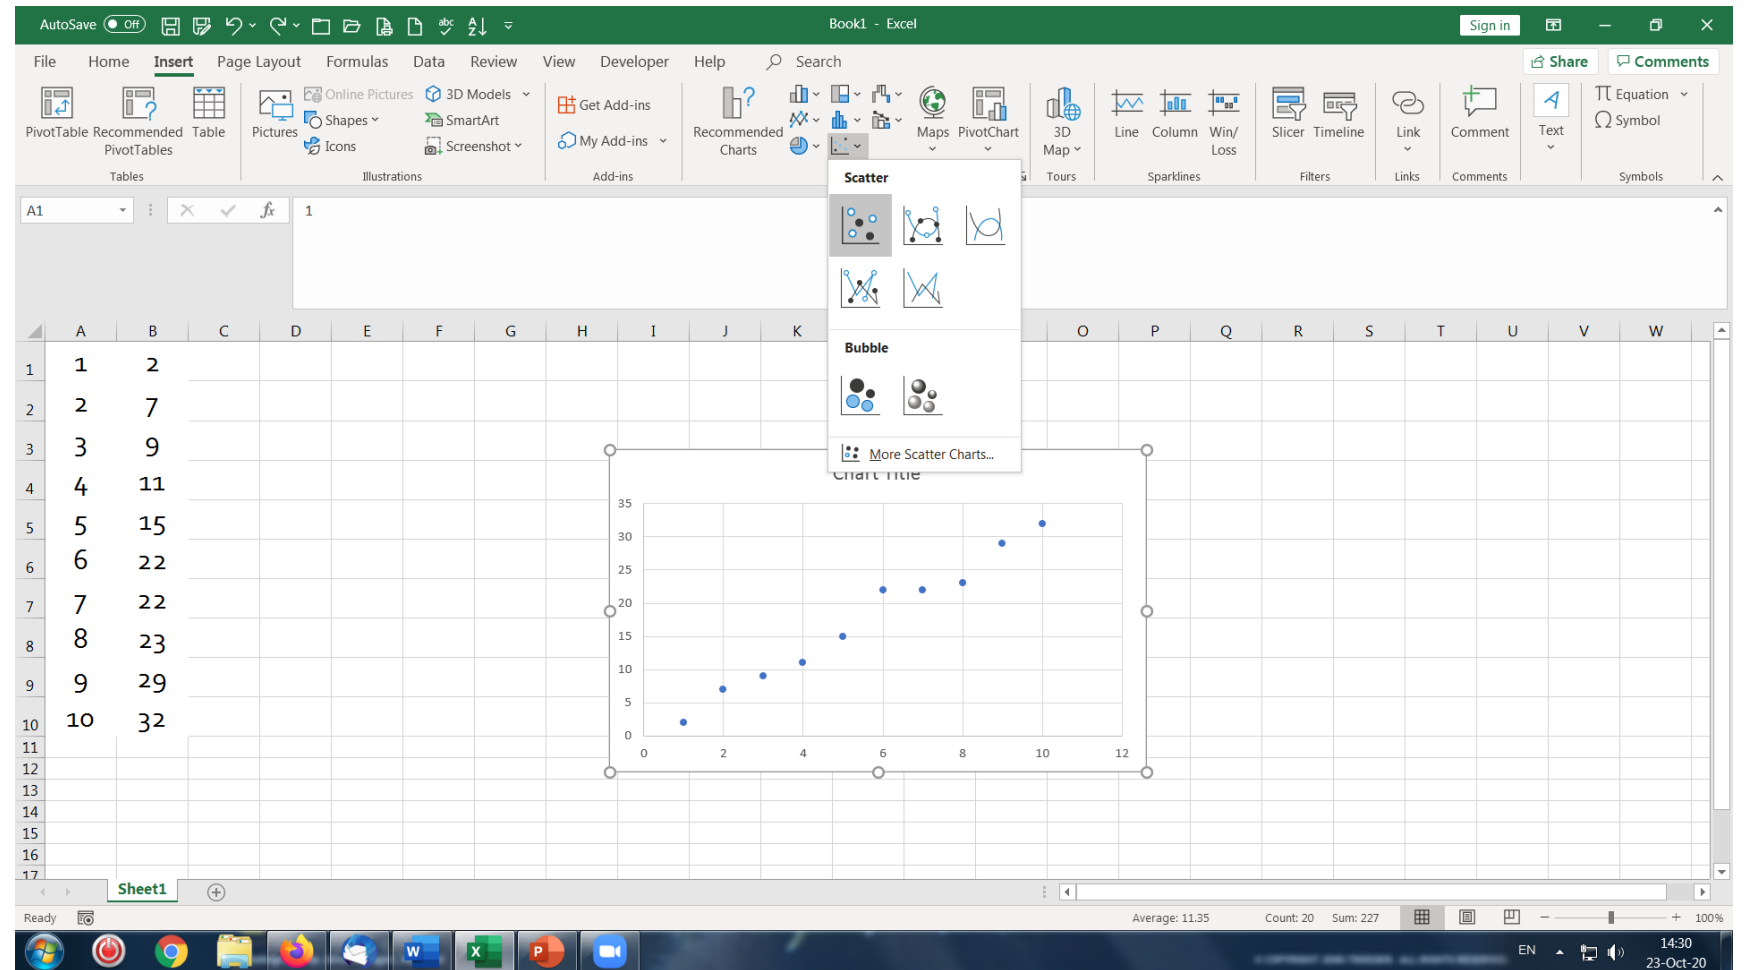 AutoSave Off Book1 - Excel Sign in
File Home Insert Page Layout Formulas Data Review View Developer Help Search Share Comments
PivotTable Recommended PivotTables Table
Tables
Pictures Online Pictures Shapes Icons 3D Models SmartArt Screenshot
Illustrations
Get Add-ins
My Add-ins
Add-ins
Recommended Charts
Maps PivotChart
3D Map
Tours
Line Column Win/Loss
Sparklines
Slicer Timeline
Filters
Link
Links
Comment
Comments
Text
Equation
Symbol
Symbols
A1 fx 1
Scatter
Bubble
More Scatter Charts...
A B C D E F G H I J K O P Q R S T U V W
1 1 2
2 2 7
3 3 9
4 4 11
5 5 15
6 6 22
7 7 22
8 8 23
9 9 29
10 10 32
11
12
13
14
15
16
17
Chart Title
35
30
25
20
15
10
5
0
0 2 4 6 8 10 12
Sheet1
Ready Average: 11.35 Count: 20 Sum: 227 100%
EN 14:30
23-Oct-20